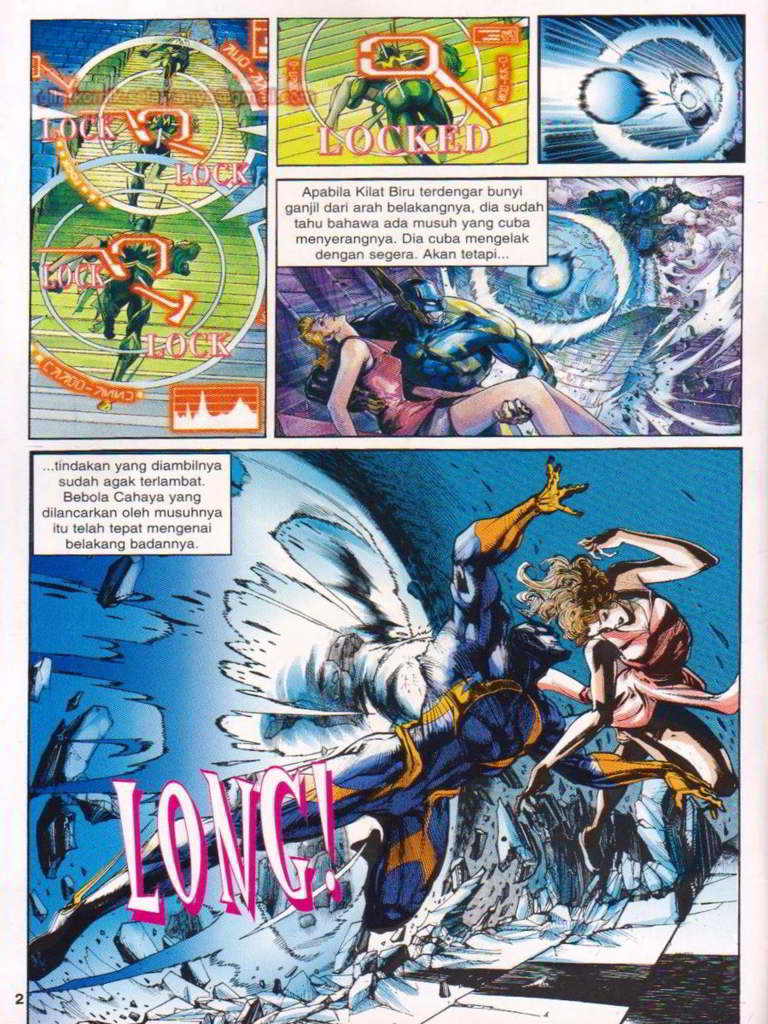 LOCK
LOCK
LOCK
LOCK
LOCKED
Apabila Kilat Biru terdengar bunyi
ganjil dari arah belakangnya, dia sudah
tahu bahawa ada musuh yang cuba
menyerangnya. Dia cuba mengelak
dengan segera. Akan tetapi...
...tindakan yang diambilnya
sudah agak terlambat.
Bebola Cahaya yang
dilancarkan oleh musuhnya
itu telah tepat mengenai
belakang badannya.
LONG!
2